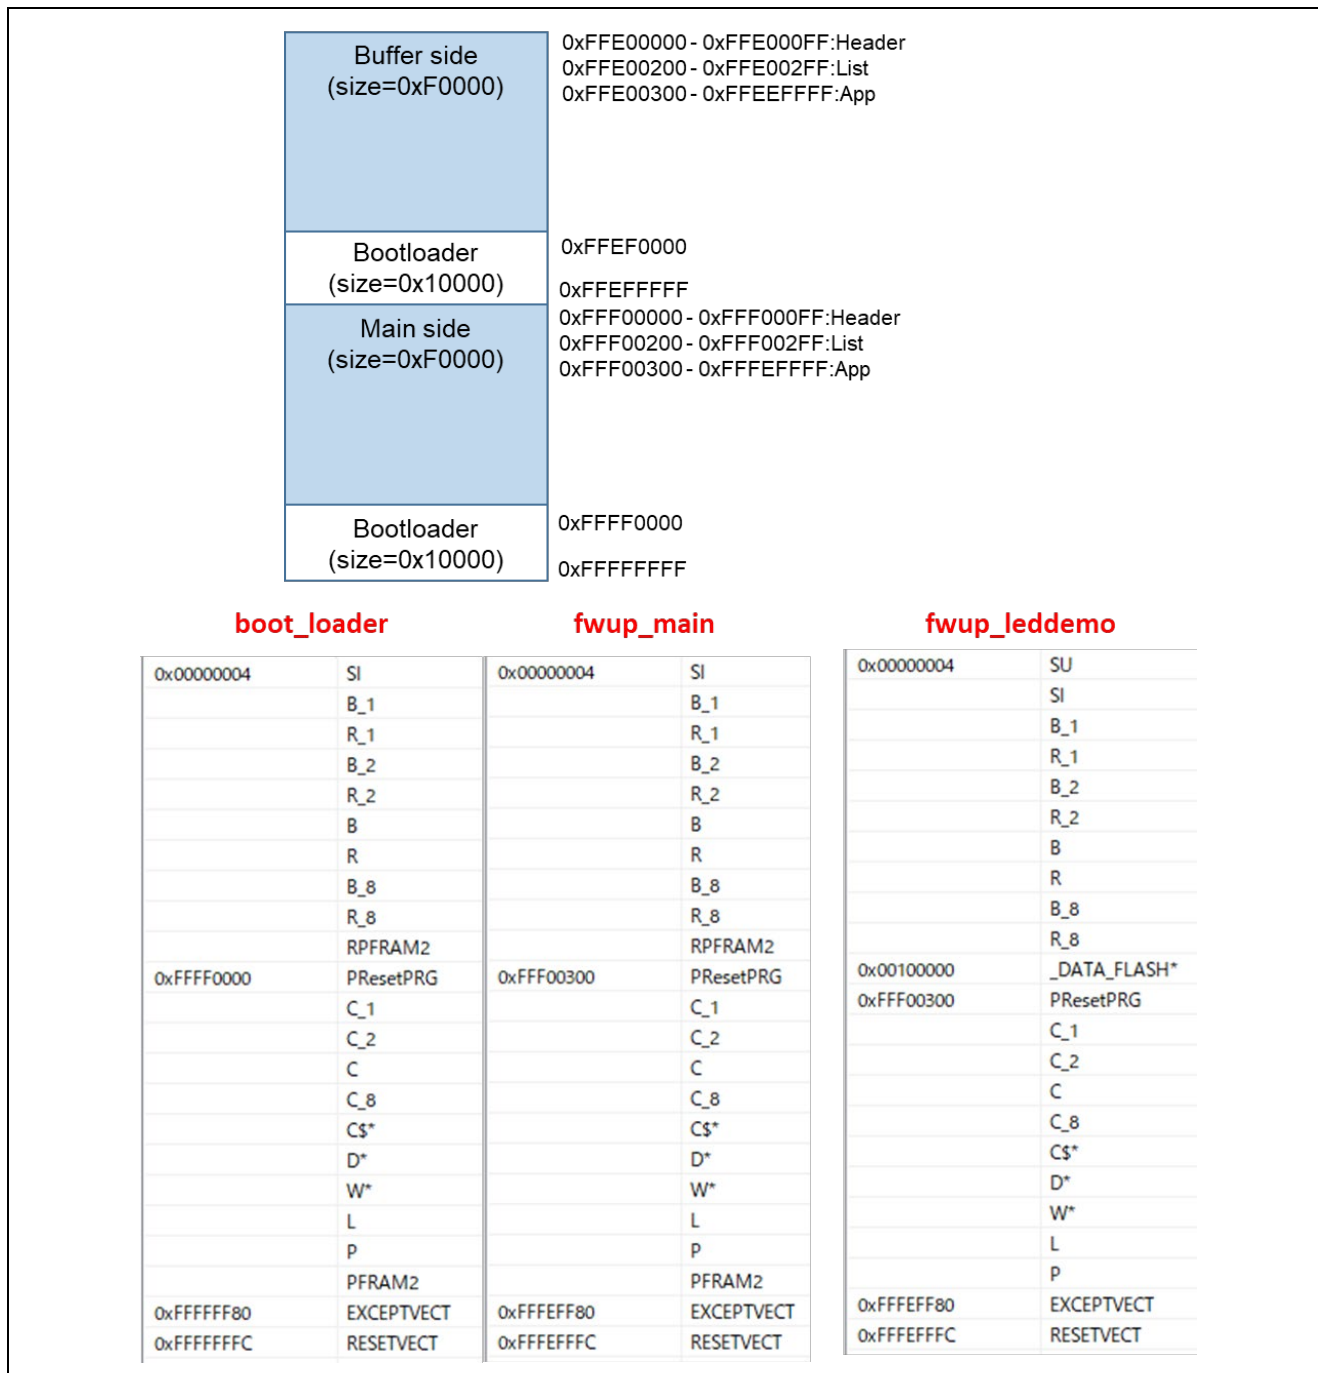 Buffer side
(size=0xF0000)
0xFFE00000 - 0xFFE000FF:Header
0xFFE00200 - 0xFFE002FF:List
0xFFE00300 - 0xFFEEFFFF:App
Bootloader
(size=0x10000)
0xFFEF0000
0xFFEFFFFF
Main side
(size=0xF0000)
0xFFF00000 - 0xFFF000FF:Header
0xFFF00200 - 0xFFF002FF:List
0xFFF00300 - 0xFFFEFFFF:App
Bootloader
(size=0x10000)
0xFFFF0000
0xFFFFFFFF
boot_loader
0x00000004 SI
B_1
R_1
B_2
R_2
B
R
B_8
R_8
RPFRAM2
0xFFFF0000 PResetPRG
C_1
C_2
C
C_8
C$*
D*
W*
L
P
PFRAM2
0xFFFFFF80 EXCEPTVECT
0xFFFFFFFC RESETVECT
fwup_main
0x00000004 SI
B_1
R_1
B_2
R_2
B
R
B_8
R_8
RPFRAM2
0xFFF00300 PResetPRG
C_1
C_2
C
C_8
C$*
D*
W*
L
P
PFRAM2
0xFFFEFF80 EXCEPTVECT
0xFFFEFFFC RESETVECT
fwup_leddemo
0x00000004 SU
SI
B_1
R_1
B_2
R_2
B
R
B_8
R_8
0x00100000 _DATA_FLASH*
0xFFF00300 PResetPRG
C_1
C_2
C
C_8
C$*
D*
W*
L
P
0xFFFEFF80 EXCEPTVECT
0xFFFEFFFC RESETVECT